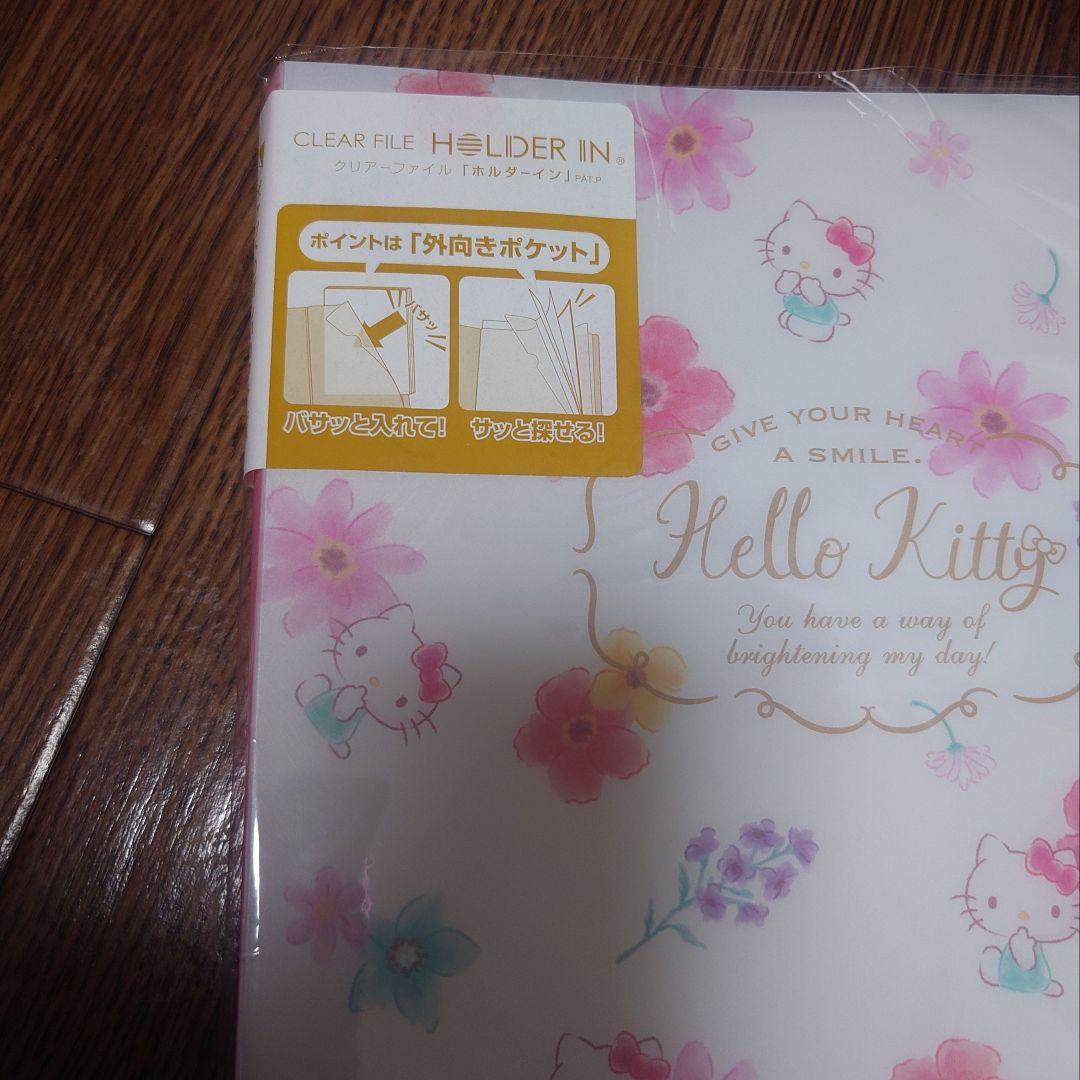 CLEAR FILE HOLDER IN®
クリアーファイル「ホルダーイン」PAT.P.
ポイントは「外向きポケット」
バサッ
バサッと入れて!
サッと探せる!
GIVE YOUR HEART
A SMILE.
Hello Kitty
You have a way of
brightening my day!